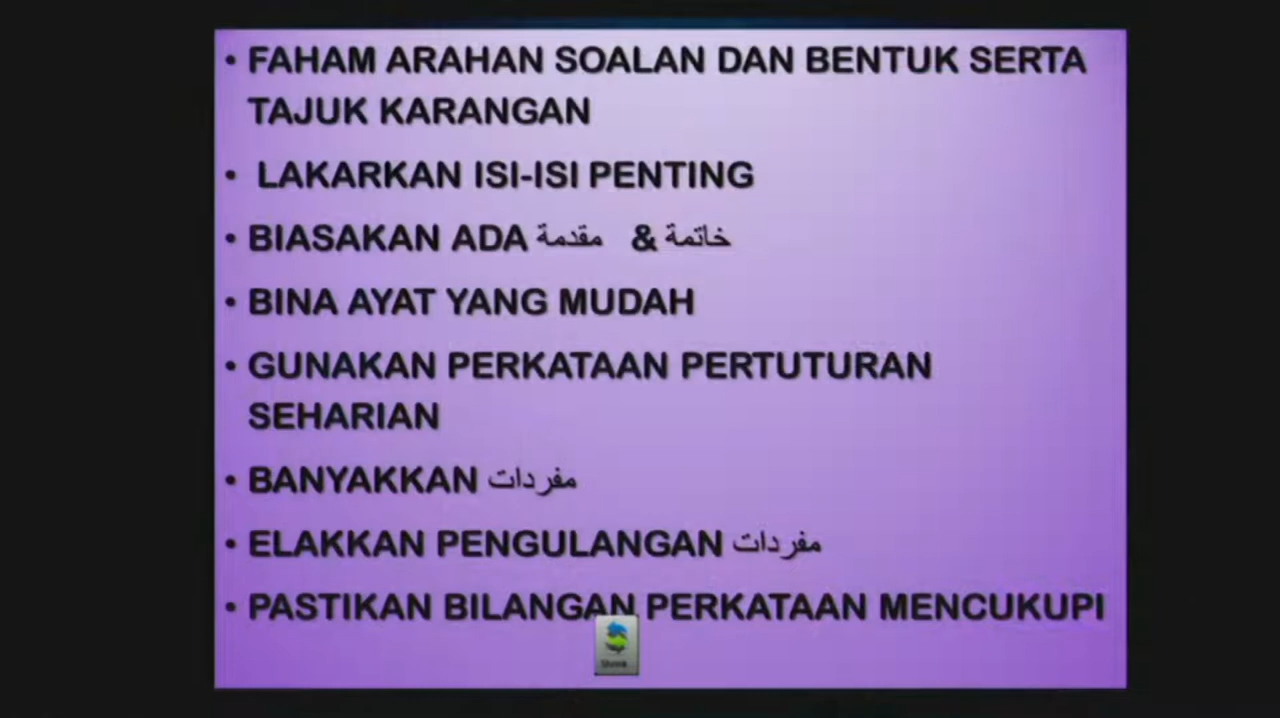 • FAHAM ARAHAN SOALAN DAN BENTUK SERTA
TAJUK KARANGAN
• LAKARKAN ISI-ISI PENTING
• BIASAKAN ADA مقدمة & خاتمة
• BINA AYAT YANG MUDAH
• GUNAKAN PERKATAAN PERTUTURAN
SEHARIAN
• BANYAKKAN مفردات
• ELAKKAN PENGULANGAN مفردات
• PASTIKAN BILANGAN PERKATAAN MENCUKUPI